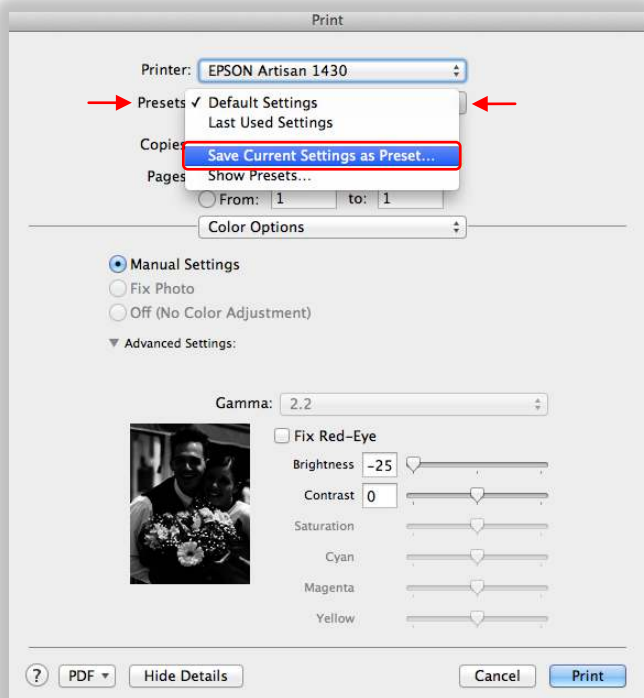 Print
Printer: EPSON Artisan 1430
Presets ✓ Default Settings
Last Used Settings
Copies
Save Current Settings as Preset...
Pages Show Presets...
From: 1 to: 1
Color Options
Manual Settings
Fix Photo
Off (No Color Adjustment)
Advanced Settings:
Gamma: 2.2
Fix Red-Eye
Brightness -25
Contrast 0
Saturation
Cyan
Magenta
Yellow
? PDF Hide Details Cancel Print